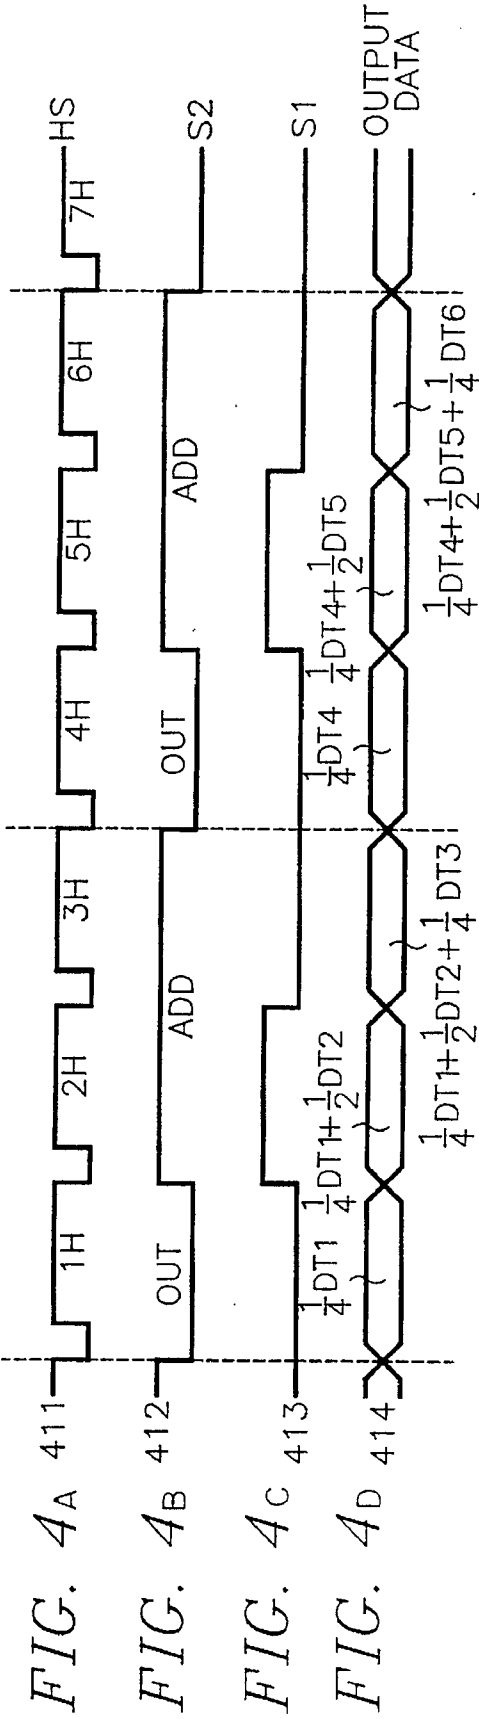 FIG. 4A
411
1H
2H
3H
4H
5H
6H
7H
HS
FIG. 4B
412
OUT
ADD
OUT
ADD
S2
FIG. 4C
413
S1
FIG. 4D
414
1/4DT1
1/4DT1+1/2DT2
1/4DT1+1/2DT2+1/4DT3
1/4DT4
1/4DT4+1/2DT5
1/4DT4+1/2DT5+1/4DT6
OUTPUT
DATA